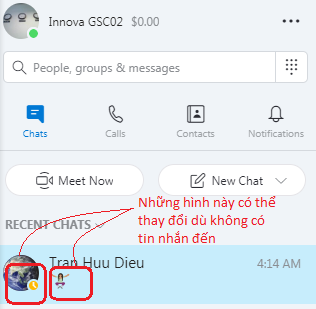 Innova GSC02 $0.00
People, groups & messages
Chats Calls Contacts Notifications
Meet Now New Chat
Những hình này có thể
thay đổi dù không có
tin nhắn đến
RECENT CHATS
Tran Huu Dieu 4:14 AM